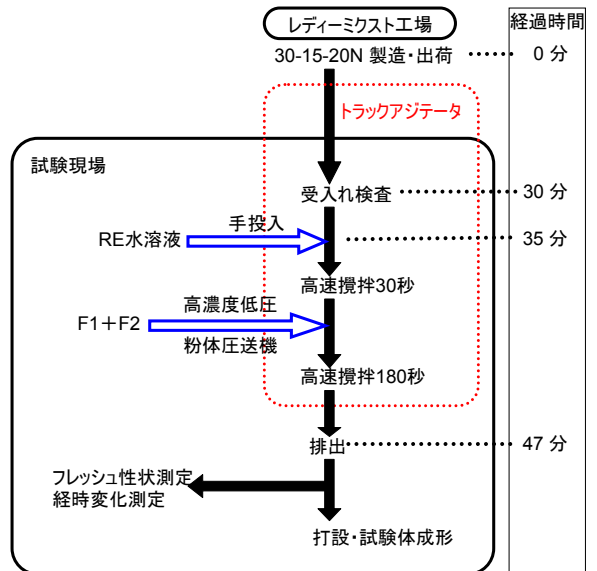 レディーミクスト工場
経過時間
30-15-20N 製造・出荷 ・・・・・・ 0 分
トラックアジテータ
試験現場
受入れ検査 ・・・・・・・・・・・ 30 分
手投入
RE水溶液
・・・・・・・・・・・・・・・ 35 分
高速攪拌30秒
高濃度低圧
F1＋F2
粉体圧送機
高速攪拌180秒
排出 ・・・・・・・・・・・・・・・ 47 分
フレッシュ性状測定
経時変化測定
打設・試験体成形